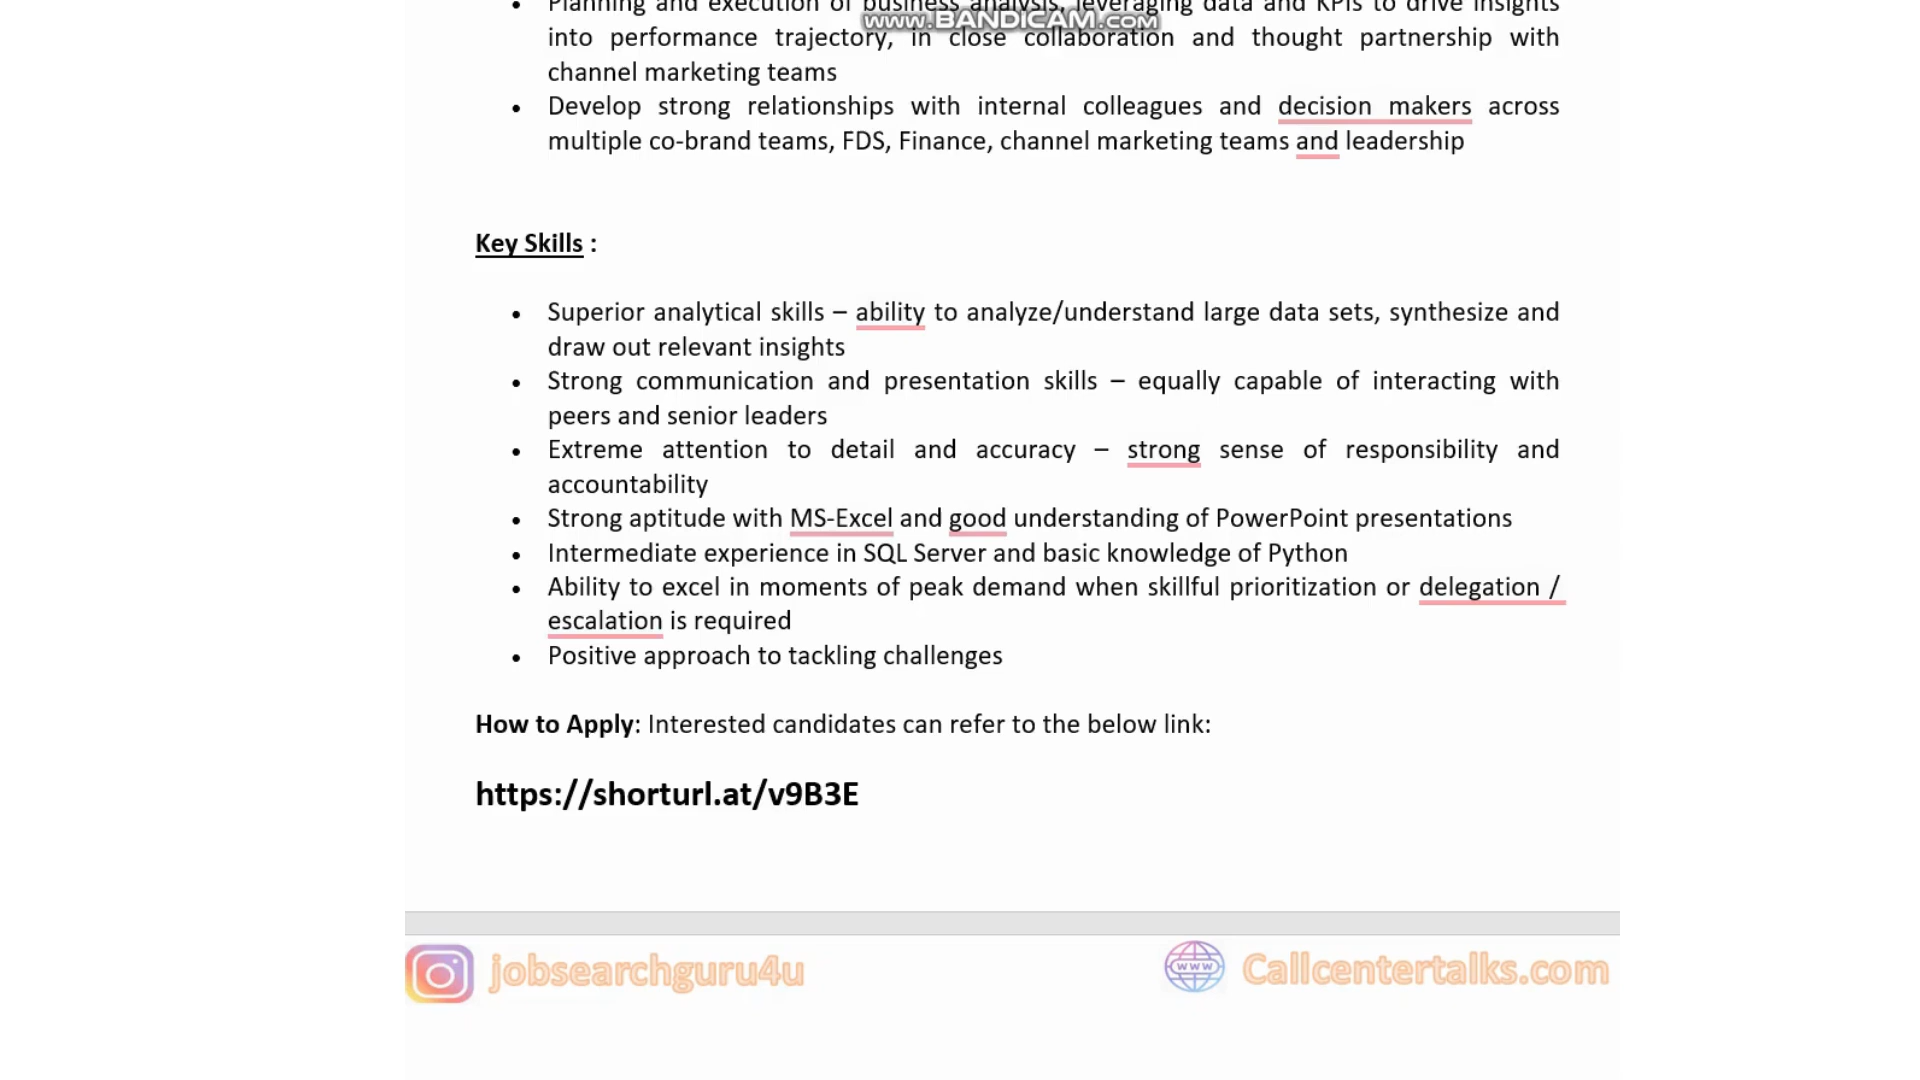 Planning and execution of business analysis, leveraging data and KPIs to drive insights
www.BANDICAM.com
into performance trajectory, in close collaboration and thought partnership with
channel marketing teams
Develop strong relationships with internal colleagues and decision makers across
multiple co-brand teams, FDS, Finance, channel marketing teams and leadership
Key Skills :
Superior analytical skills – ability to analyze/understand large data sets, synthesize and
draw out relevant insights
Strong communication and presentation skills – equally capable of interacting with
peers and senior leaders
Extreme attention to detail and accuracy – strong sense of responsibility and
accountability
Strong aptitude with MS-Excel and good understanding of PowerPoint presentations
Intermediate experience in SQL Server and basic knowledge of Python
Ability to excel in moments of peak demand when skillful prioritization or delegation /
escalation is required
Positive approach to tackling challenges
How to Apply: Interested candidates can refer to the below link:
https://shorturl.at/v9B3E
jobsearchguru4u
www
Callcentertalks.com